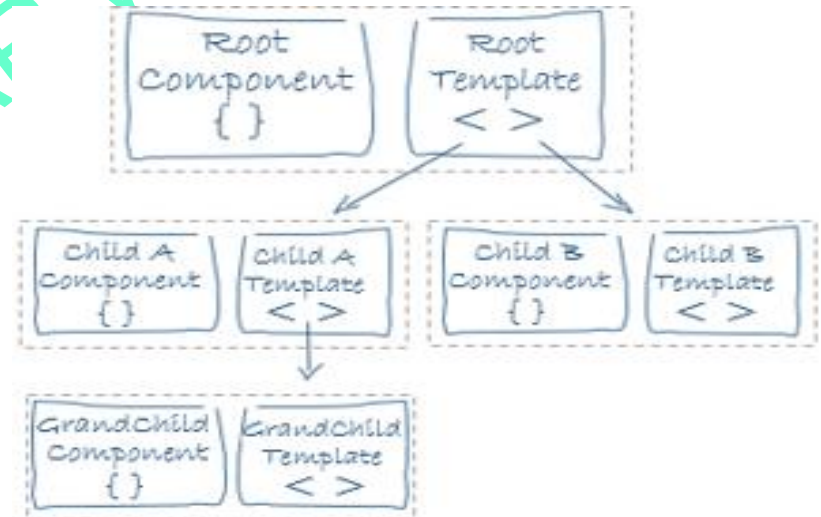 Root
Component
{ }
Root
Template
< >
Child A
Component
{ }
Child A
Template
< >
Child B
Component
{ }
Child B
Template
< >
GrandChild
Component
{ }
GrandChild
Template
< >